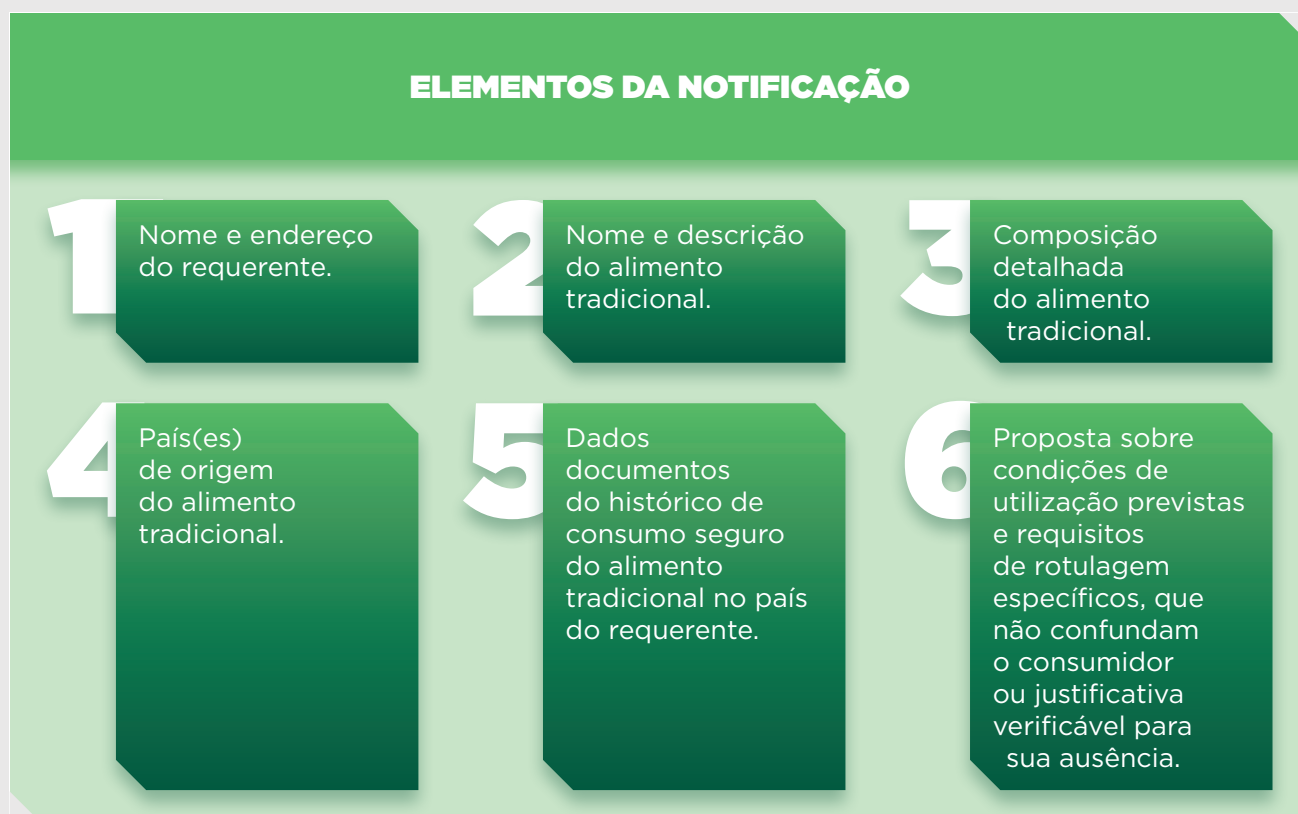 ELEMENTOS DA NOTIFICAÇÃO
1
Nome e endereço
do requerente.
2
Nome e descrição
do alimento
tradicional.
3
Composição
detalhada
do alimento
tradicional.
4
País(es)
de origem
do alimento
tradicional.
5
Dados
documentos
do histórico de
consumo seguro
do alimento
tradicional no país
do requerente.
6
Proposta sobre
condições de
utilização previstas
e requisitos
de rotulagem
específicos, que
não confundam
o consumidor
ou justificativa
verificável para
sua ausência.